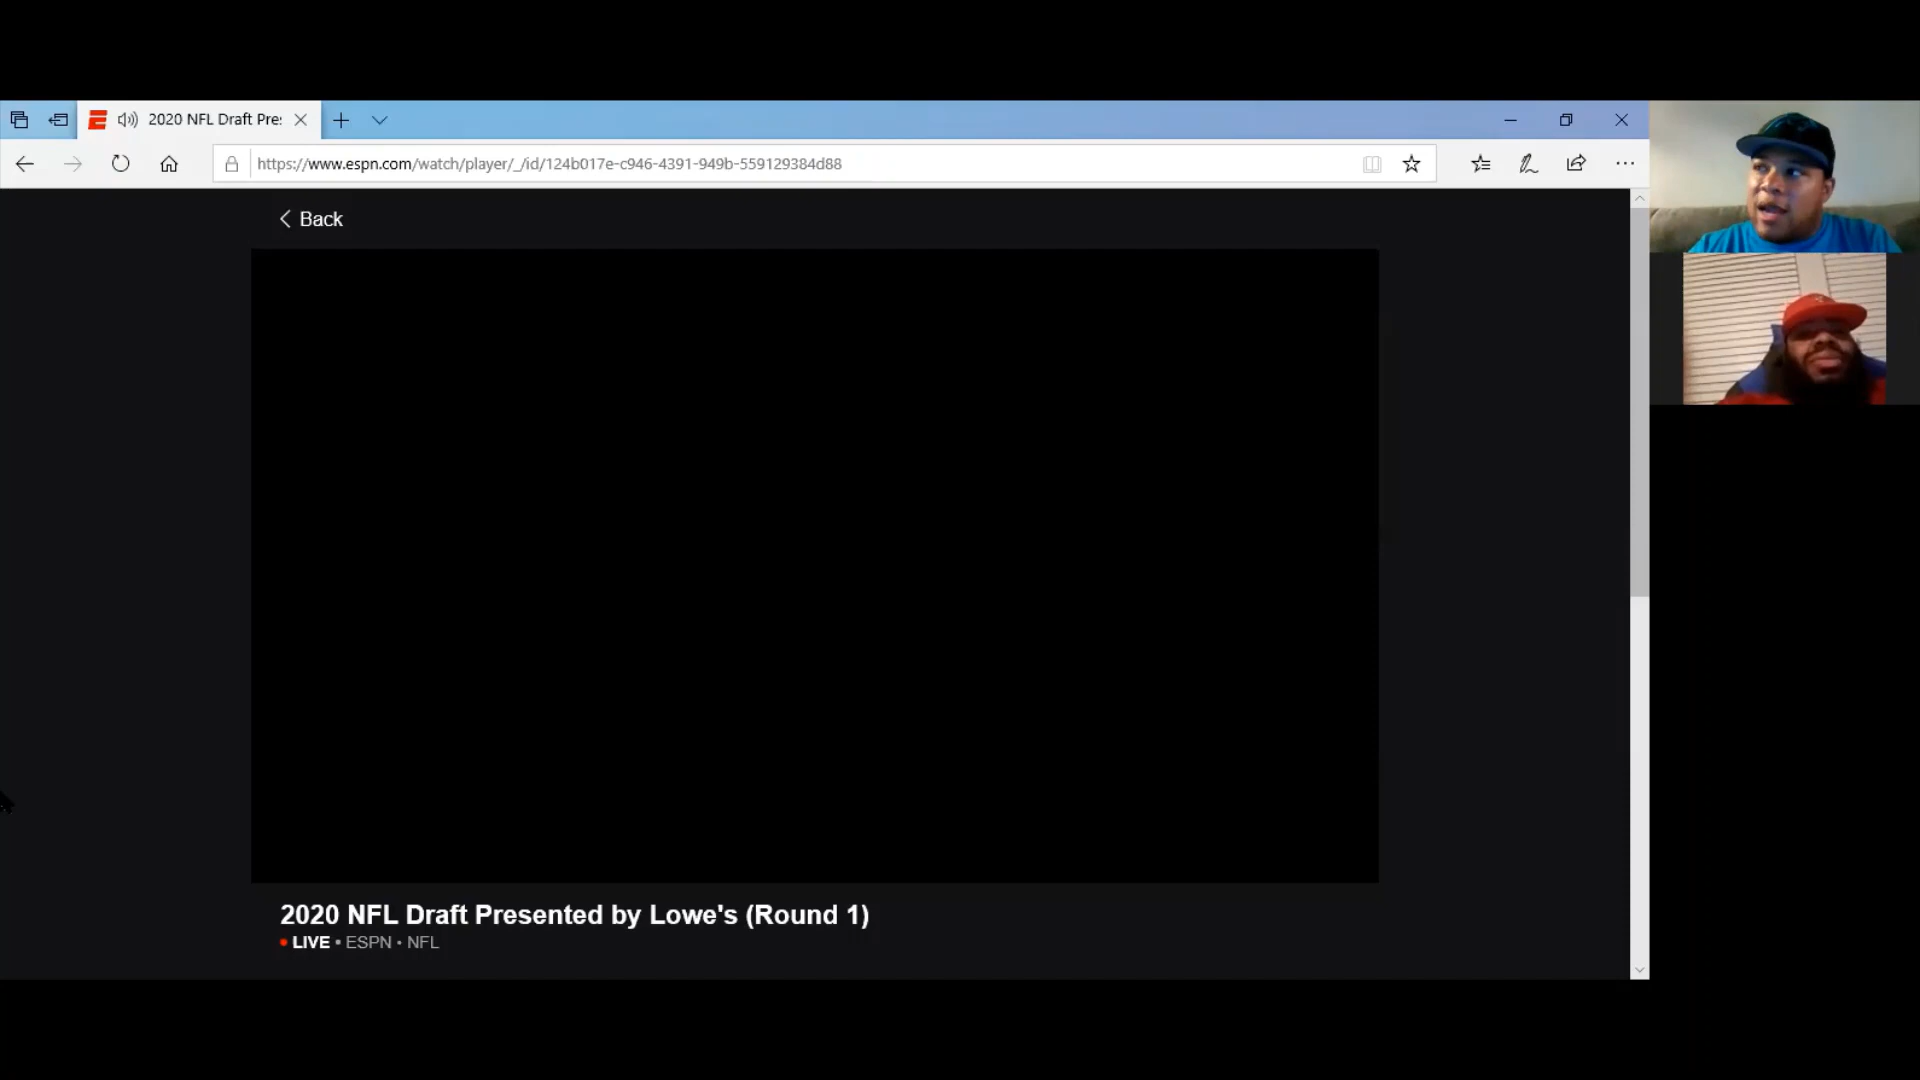 2020 NFL Draft Pre:
https://www.espn.com/watch/player/_/id/124b017e-c946-4391-949b-559129384d88
Back
2020 NFL Draft Presented by Lowe's (Round 1)
• LIVE • ESPN • NFL